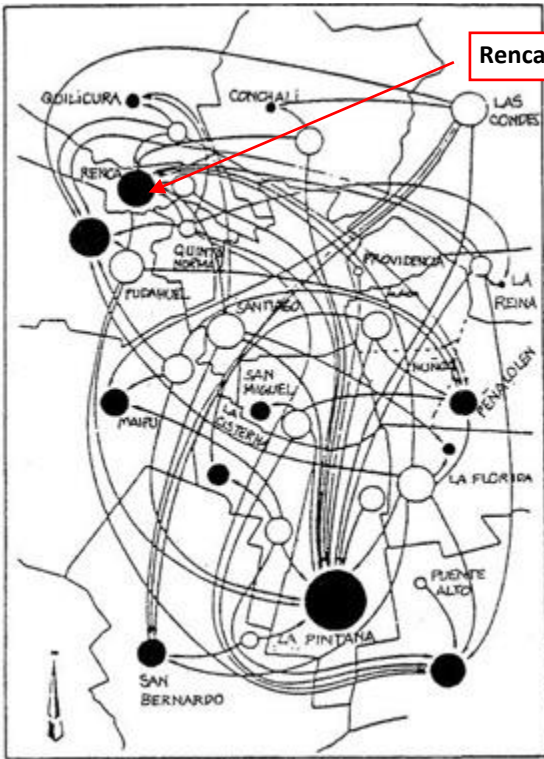 Renca
QUILICURA
CONCHALÍ
LAS
CONDES
RENCA
QUINTA
NORMAL
PROVIDENCIA
LA
REINA
PUDAHUEL
SANTIAGO
ÑUÑOA
SAN
MIGUEL
PEÑALOLEN
MAIPU
LA
CISTERNA
LA FLORIDA
PUENTE
ALTO
LA PINTANA
SAN
BERNARDO